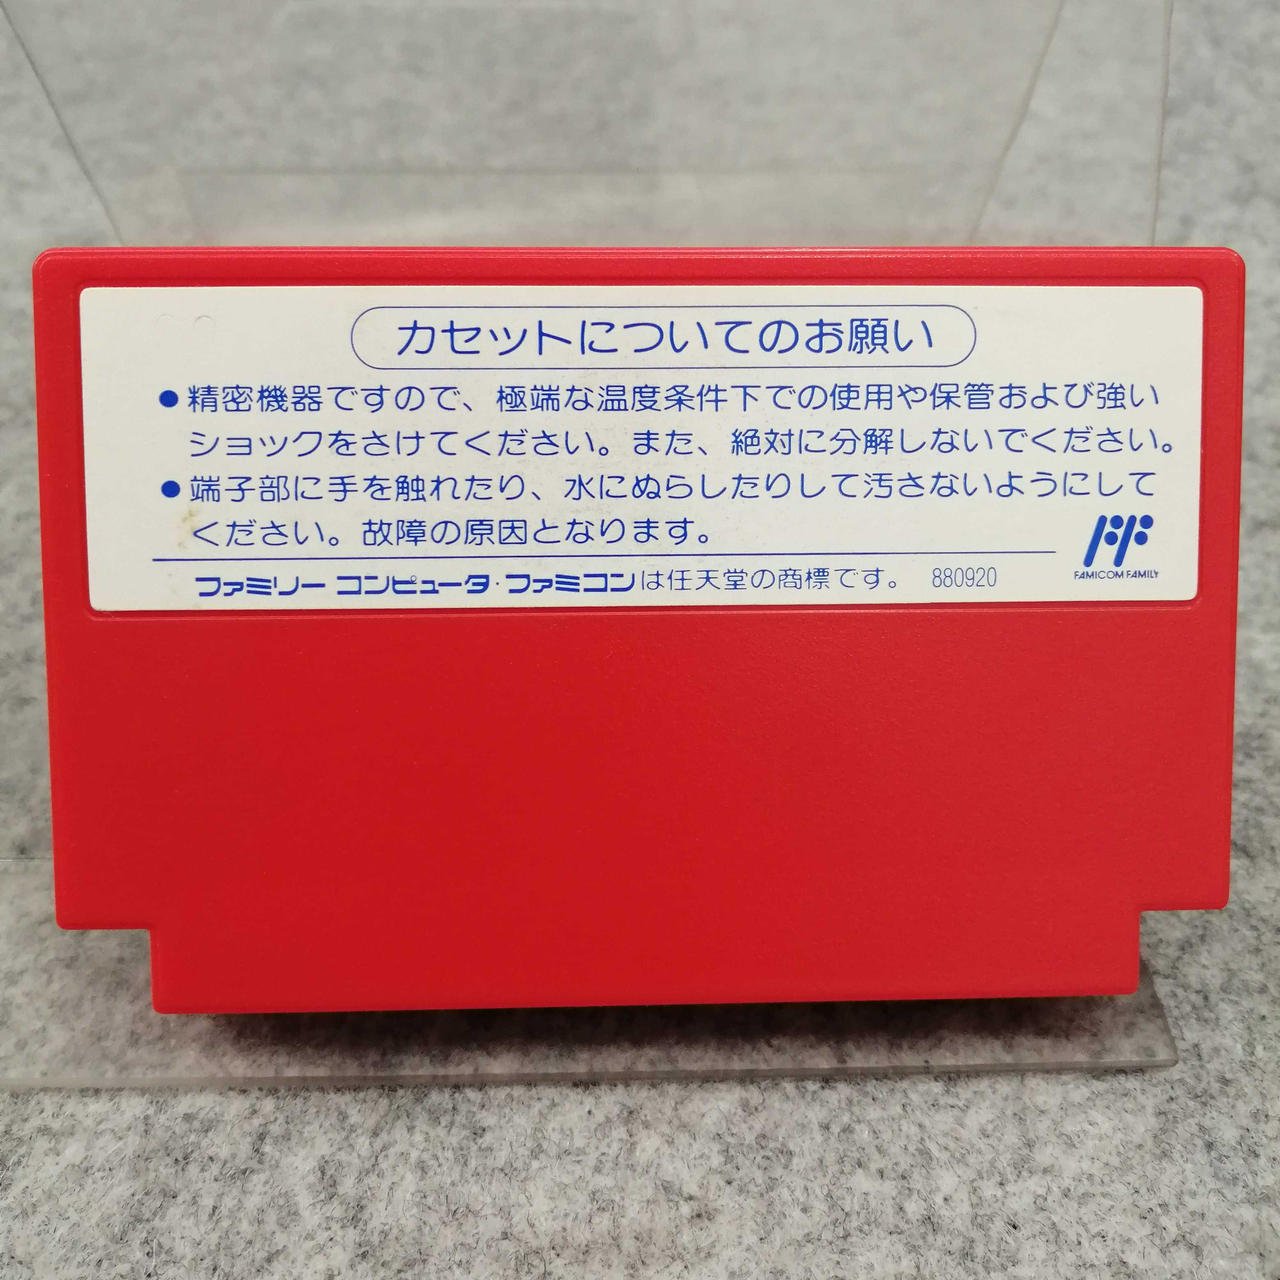 カセットについてのお願い
●精密機器ですので、極端な温度条件下での使用や保管および強い
ショックをさけてください。また、絶対に分解しないでください。
●端子部に手を触れたり、水にぬらしたりして汚さないようにして
ください。故障の原因となります。
ファミリー コンピュータ・ファミコンは任天堂の商標です。 880920
FAMICOM FAMILY